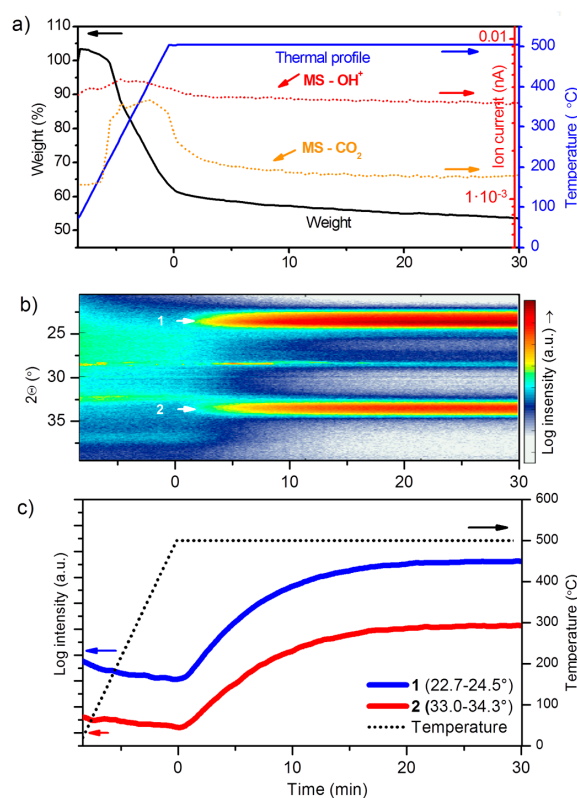 a)
110
100
90
80
70
60
50
Weight (%)
Thermal profile
MS - OH⁺
MS - CO₂
Weight
0.01
Ion current (nA)
1·10⁻³
500
400
300
200
100
0
Temperature (°C)
0
10
20
30
b)
1
2
25
30
35
2Θ (°)
Log insensity (a.u.) →
0
10
20
30
c)
Log intensity (a.u.)
600
500
400
300
200
100
0
Temperature (°C)
1 (22.7-24.5°)
2 (33.0-34.3°)
Temperature
0
5
10
15
20
25
30
Time (min)